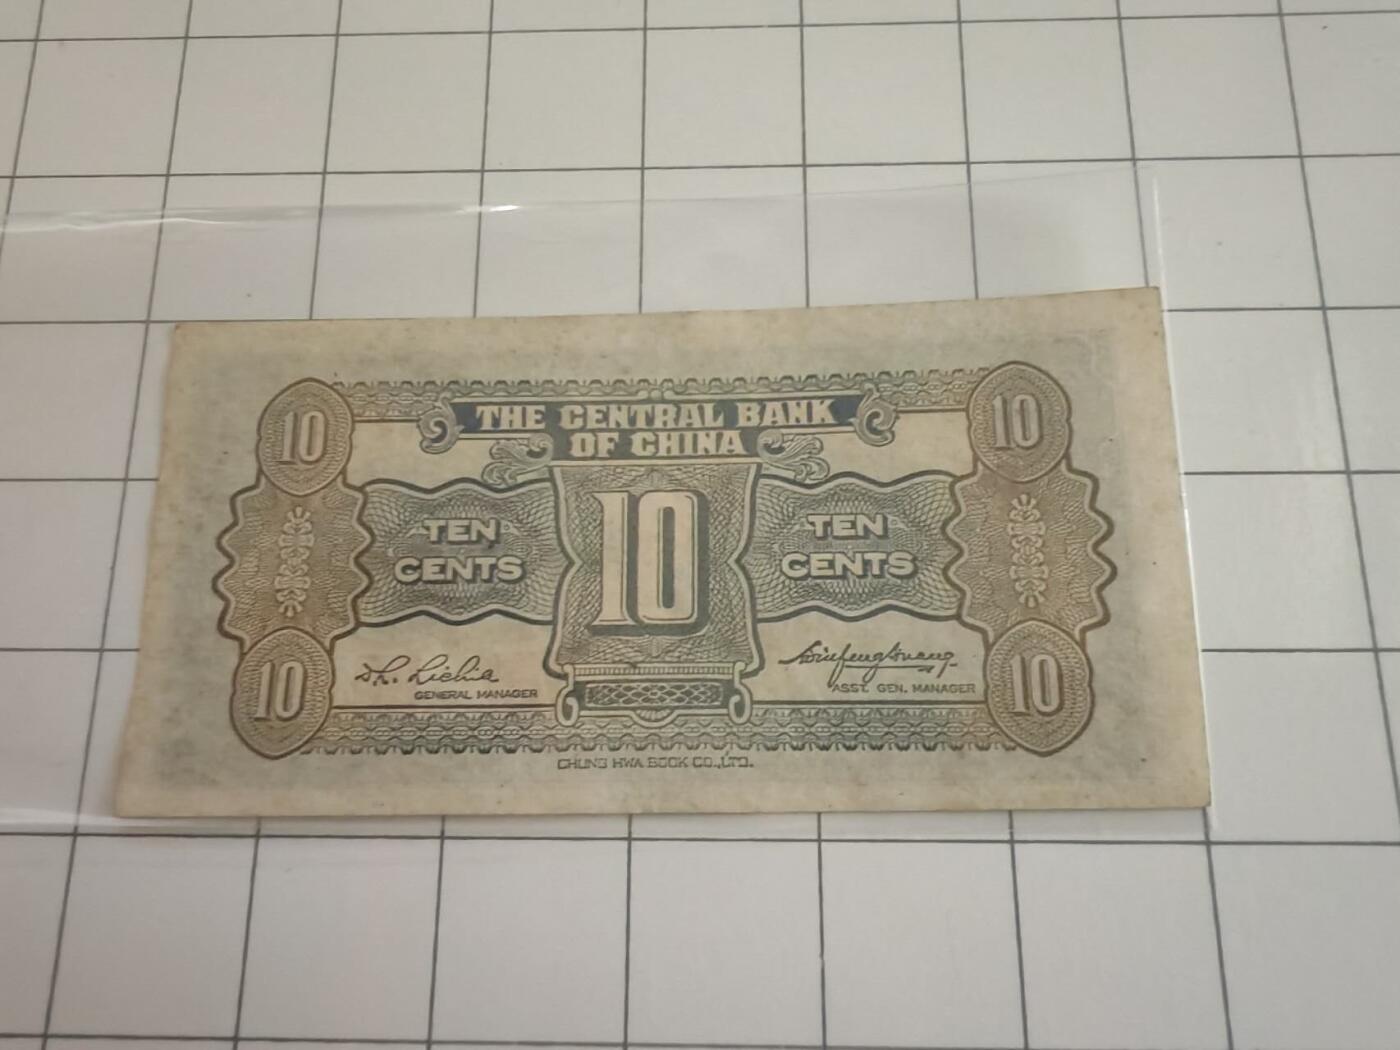 THE CENTRAL BANK
OF CHINA
10
10
10
TEN
CENTS
TEN
CENTS
GENERAL MANAGER
ASST. GEN. MANAGER
10
10
CHUNG HWA BOOK CO., LTD.